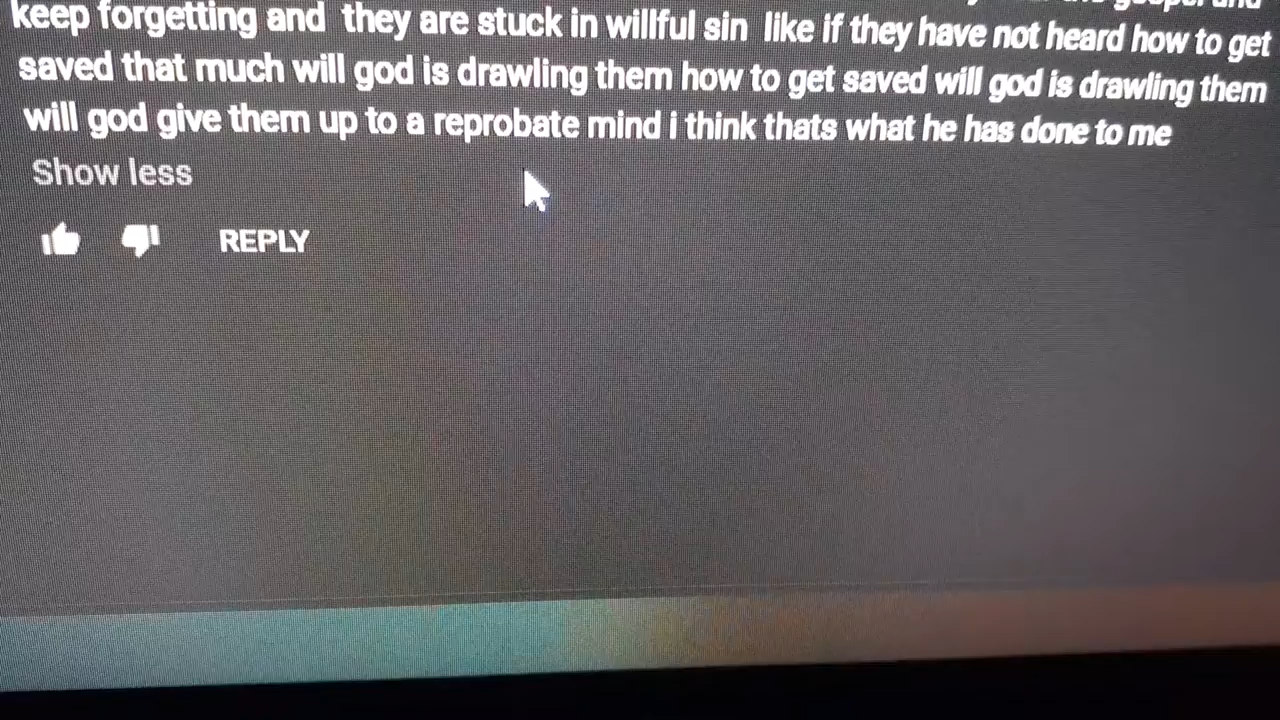 keep forgetting and they are stuck in willful sin like if they have not heard how to get
saved that much will god is drawling them how to get saved will god is drawling them
will god give them up to a reprobate mind i think thats what he has done to me
Show less
REPLY